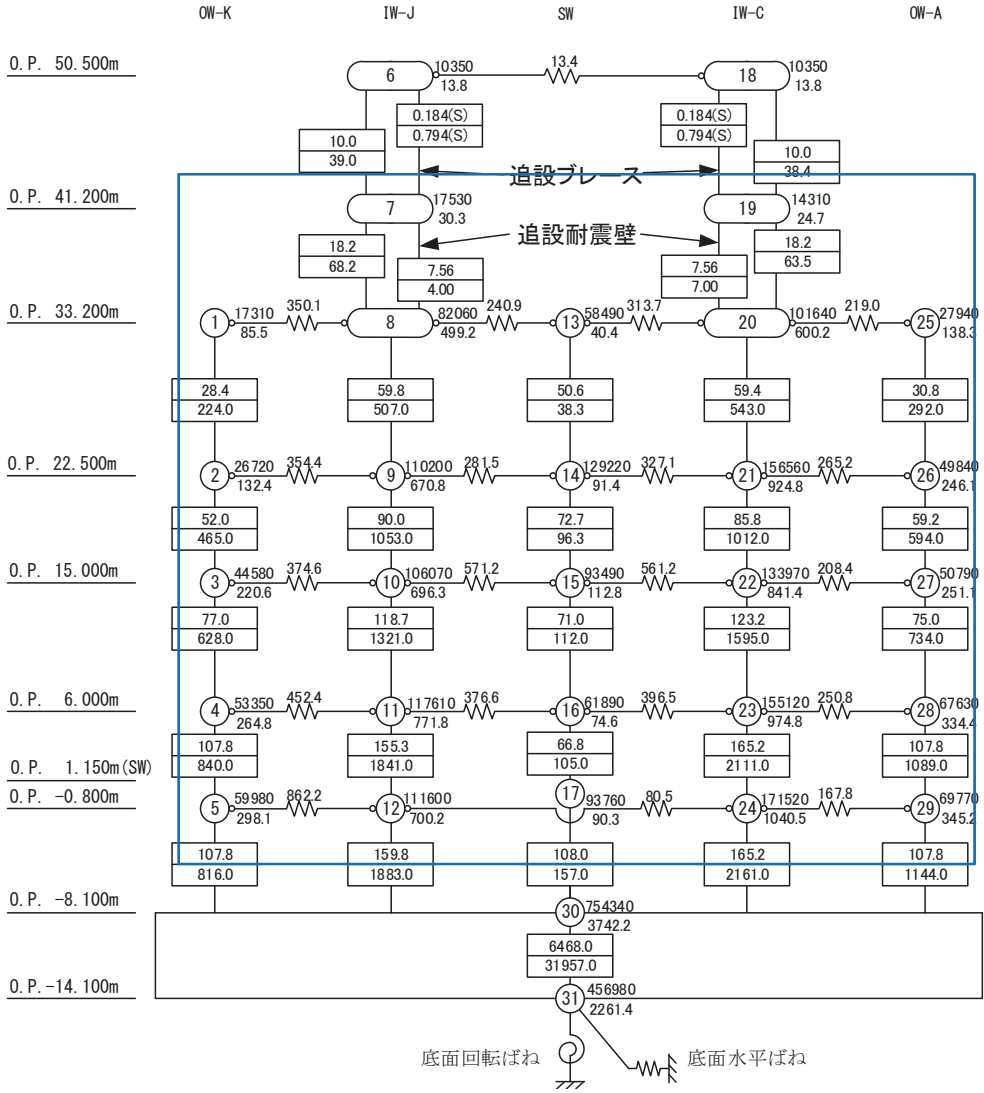 OW-K IW-J SW IW-C OW-A
O.P. 50.500m 6 10350 13.4 18 10350
13.8 13.8
0.184(S) 0.184(S)
0.794(S) 0.794(S)
10.0 10.0
39.0 38.4
追設ブレース
O.P. 41.200m 7 17530 19 14310
30.3 24.7
追設耐震壁
18.2 18.2
68.2 63.5
7.56 7.56
4.00 7.00
O.P. 33.200m 1 17310 350.1 8 82060 240.9 13 58490 313.7 20 101640 219.0 25 27940
85.5 499.2 40.4 600.2 138.3
28.4 59.8 50.6 59.4 30.8
224.0 507.0 38.3 543.0 292.0
O.P. 22.500m 2 26720 354.4 9 110200 281.5 14 129220 327.1 21 156560 265.2 26 49840
132.4 670.8 91.4 924.8 246.1
52.0 90.0 72.7 85.8 59.2
465.0 1053.0 96.3 1012.0 594.0
O.P. 15.000m 3 44580 374.6 10 106070 571.2 15 93490 561.2 22 133970 208.4 27 50790
220.6 696.3 112.8 841.4 251.1
77.0 118.7 71.0 123.2 75.0
628.0 1321.0 112.0 1595.0 734.0
O.P. 6.000m 4 53350 452.4 11 117610 376.6 16 61890 396.5 23 155120 250.8 28 67630
264.8 771.8 74.6 974.8 334.4
107.8 155.3 66.8 165.2 107.8
840.0 1841.0 105.0 2111.0 1089.0
O.P. 1.150m(SW)
O.P. -0.800m 5 59980 862.2 12 111600 17 93760 80.5 24 171520 167.8 29 69770
298.1 700.2 90.3 1040.5 345.2
107.8 159.8 108.0 165.2 107.8
816.0 1883.0 157.0 2161.0 1144.0
O.P. -8.100m 30 754340
3742.2
6468.0
31957.0
O.P.-14.100m 31 456980
2261.4
底面回転ばね 底面水平ばね